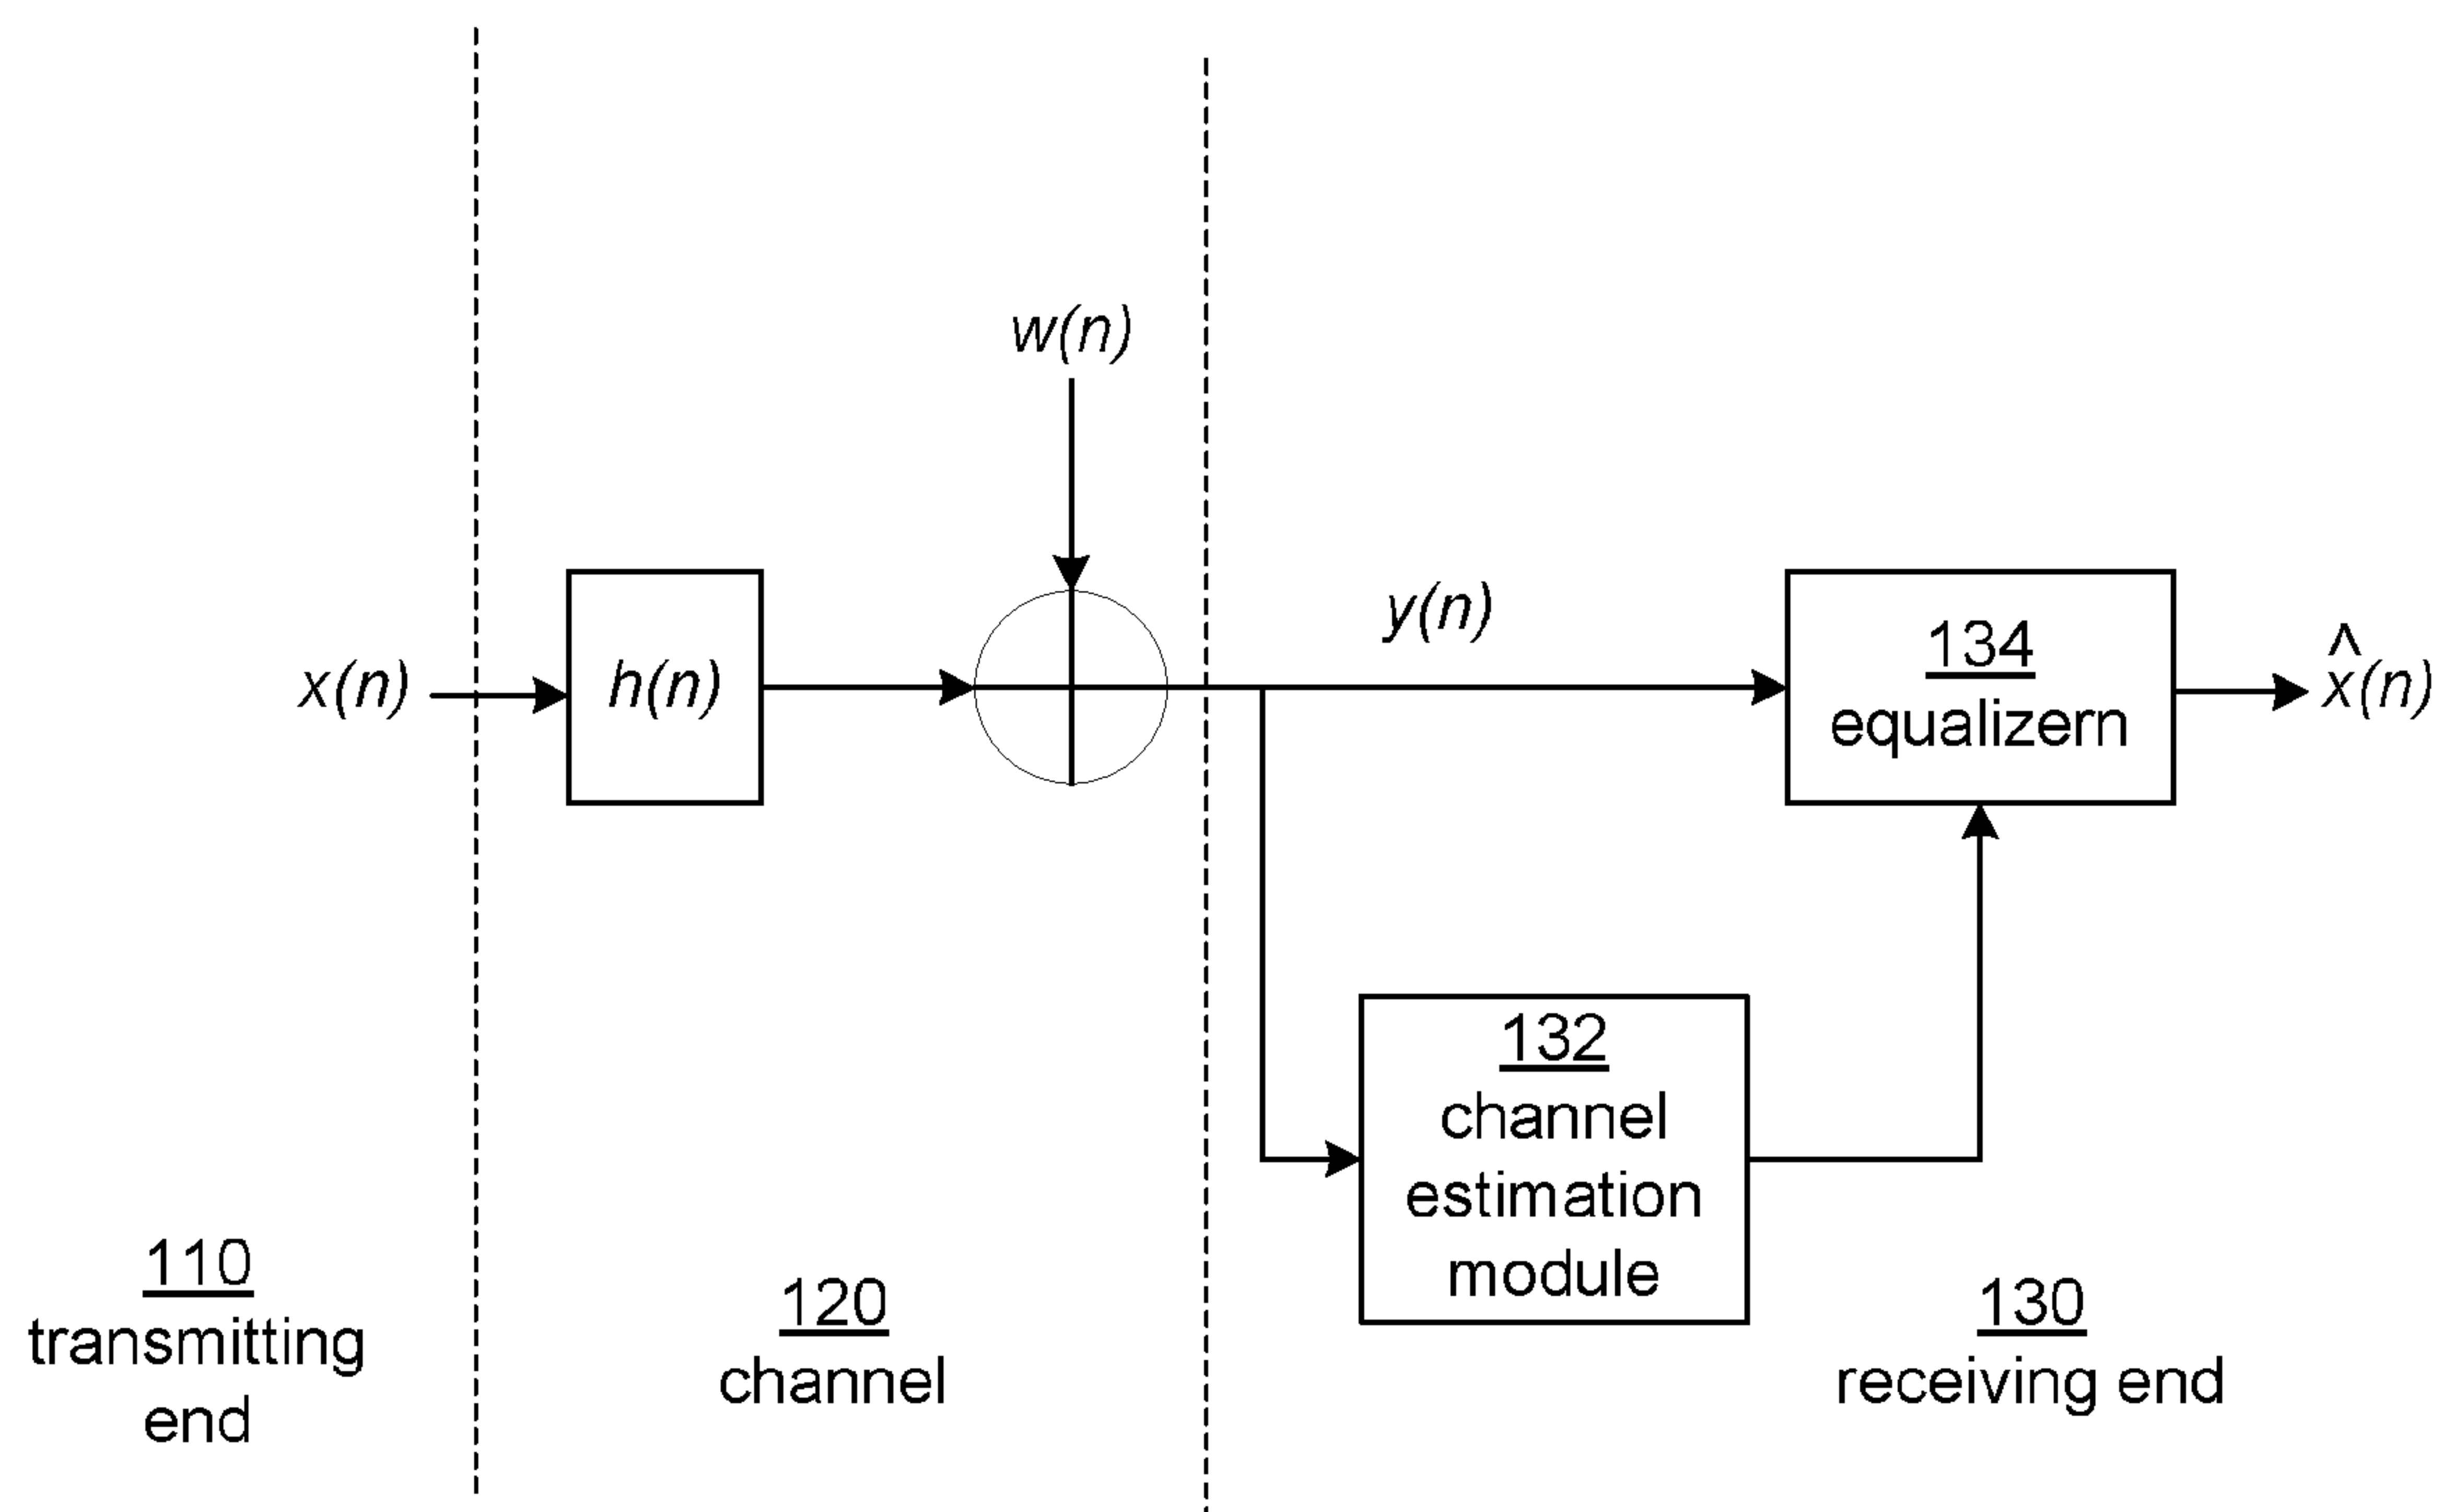 w(n)
x(n)
h(n)
y(n)
134
equalizern
x̂(n)
132
channel
estimation
module
110
transmitting
end
120
channel
130
receiving end